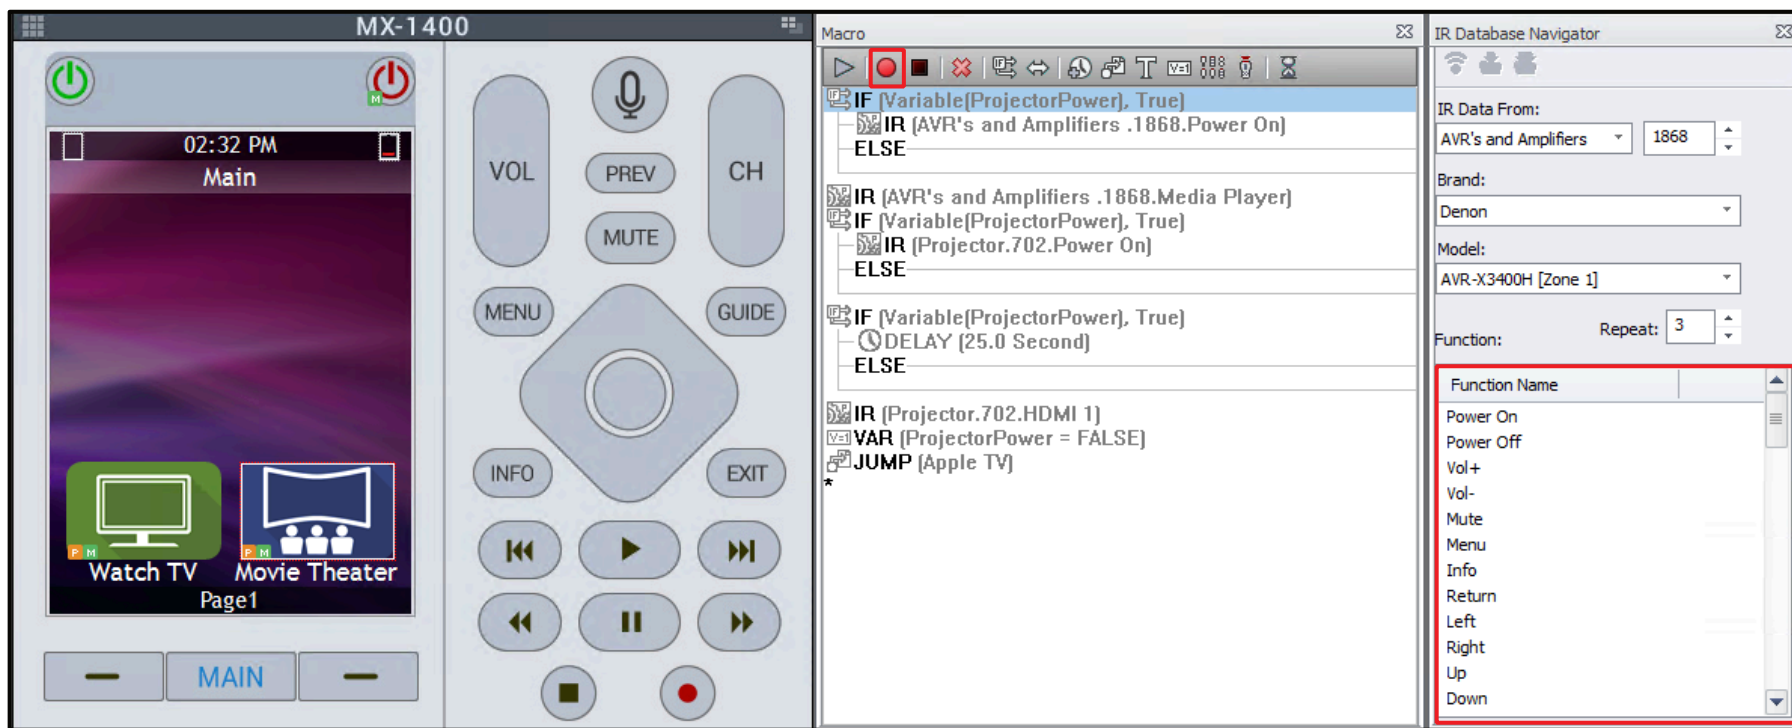 MX-1400
02:32 PM
Main
M
P M
P M
Watch TV
Movie Theater
Page1
MAIN
VOL
CH
PREV
MUTE
MENU
GUIDE
INFO
EXIT
Macro
IF (Variable(ProjectorPower), True)
IR (AVR's and Amplifiers .1868.Power On)
ELSE
IR (AVR's and Amplifiers .1868.Media Player)
IF (Variable(ProjectorPower), True)
IR (Projector.702.Power On)
ELSE
IF (Variable(ProjectorPower), True)
DELAY (25.0 Second)
ELSE
IR (Projector.702.HDMI 1)
V=1 VAR (ProjectorPower = FALSE)
JUMP (Apple TV)
*
IR Database Navigator
IR Data From:
AVR's and Amplifiers 1868
Brand:
Denon
Model:
AVR-X3400H [Zone 1]
Function: Repeat: 3
Function Name
Power On
Power Off
Vol+
Vol-
Mute
Menu
Info
Return
Left
Right
Up
Down